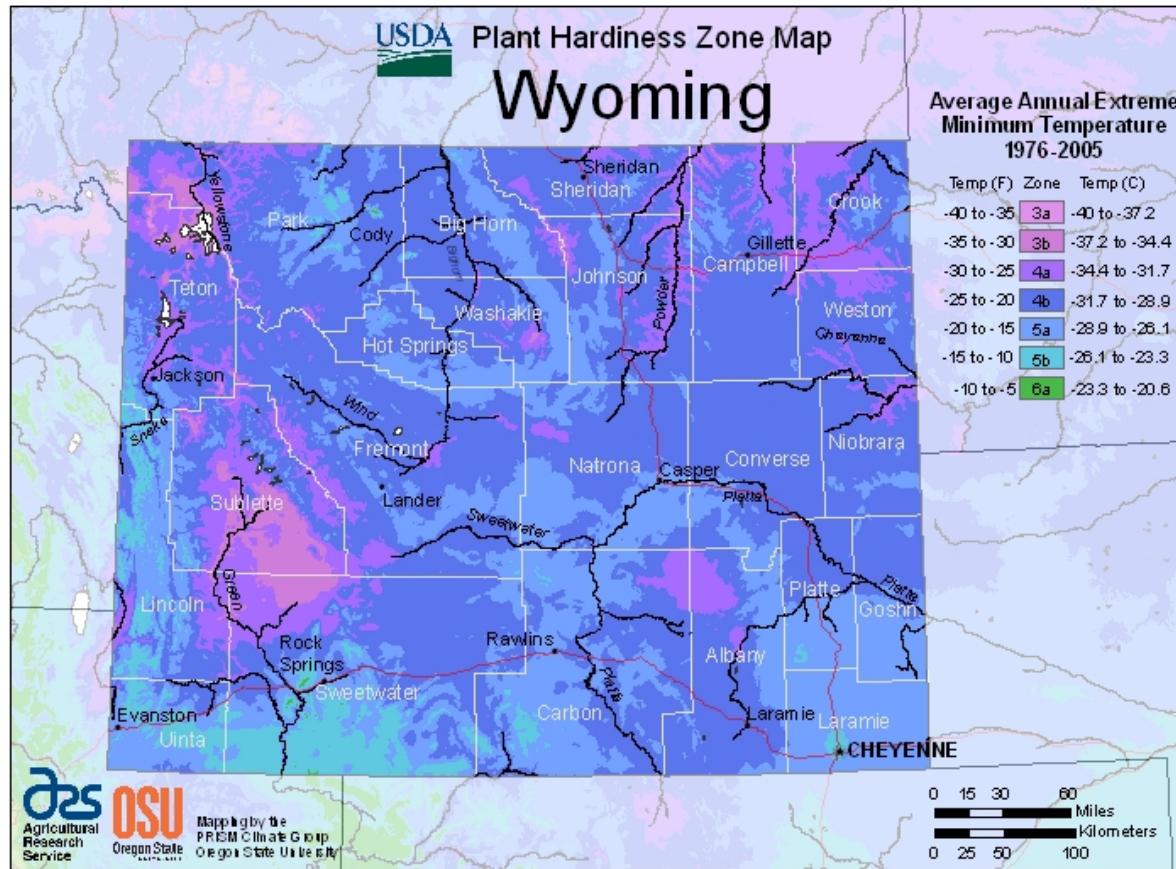 USDA Plant Hardiness Zone Map
Wyoming
Average Annual Extreme
Minimum Temperature
1976-2005
Temp (F) Zone Temp (C)
-40 to -35 3a -40 to -37.2
-35 to -30 3b -37.2 to -34.4
-30 to -25 4a -34.4 to -31.7
-25 to -20 4b -31.7 to -28.9
-20 to -15 5a -28.9 to -26.1
-15 to -10 5b -26.1 to -23.3
-10 to -5 6a -23.3 to -20.6
Yellowstone
Park
Cody
Big Horn
Sheridan
Sheridan
Johnson
Powder
Gillette
Campbell
Crook
Weston
Cheyenne
Teton
Washakie
Hot Springs
Jackson
Snake
Wind
Fremont
Lander
Natrona
Casper
Converse
Platte
Niobrara
Sublette
Green
Sweetwater
Lincoln
Rock
Springs
Sweetwater
Rawlins
Carbon
Platte
Albany
Laramie
Platte
Platte
Goshn
Laramie
CHEYENNE
Evanston
Uinta
ars
Agricultural
Research
Service
OSU
Oregon State
Mapping by the
PRISM Climate Group
Oregon State University
0 15 30 60
Miles
Kilometers
0 25 50 100